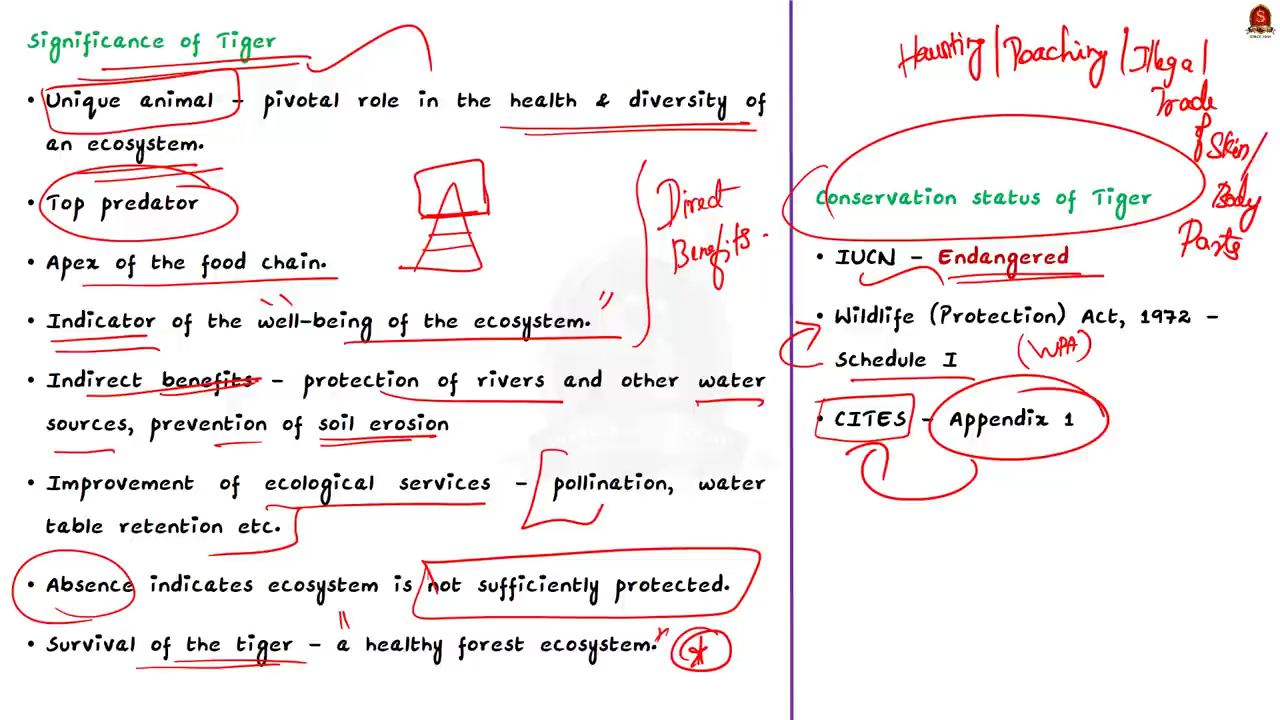 Significance of Tiger
• Unique animal - pivotal role in the health & diversity of
an ecosystem.
• Top predator
• Apex of the food chain.
• Indicator of the well-being of the ecosystem.
• Indirect benefits - protection of rivers and other water
sources, prevention of soil erosion
• Improvement of ecological services - pollination, water
table retention etc.
• Absence indicates ecosystem is not sufficiently protected.
• Survival of the tiger - a healthy forest ecosystem.
Direct
Benefits.
Haunting / Poaching / Illegal
Trade
of
Skin/
Body
Parts
Conservation status of Tiger
• IUCN - Endangered
• Wildlife (Protection) Act, 1972 -
Schedule I
(WPA)
• CITES - Appendix 1
S